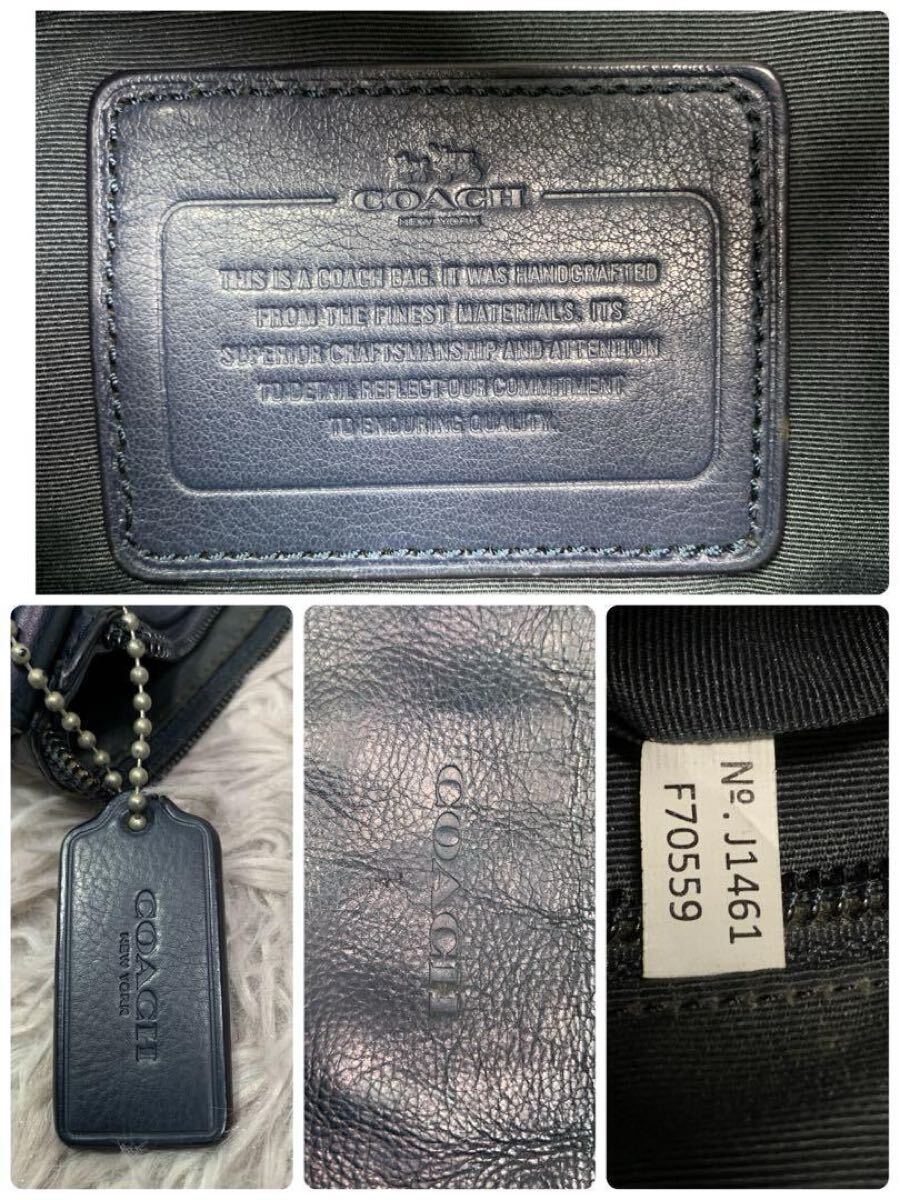 COACH
NEW YORK
THIS IS A COACH BAG. IT WAS HANDCRAFTED
FROM THE FINEST MATERIALS. ITS
SUPERIOR CRAFTSMANSHIP AND ATTENTION
TO DETAIL REFLECT OUR COMMITMENT
TO ENDURING QUALITY.
COACH
NEW YORK
COACH
Nº.J1461
F70559